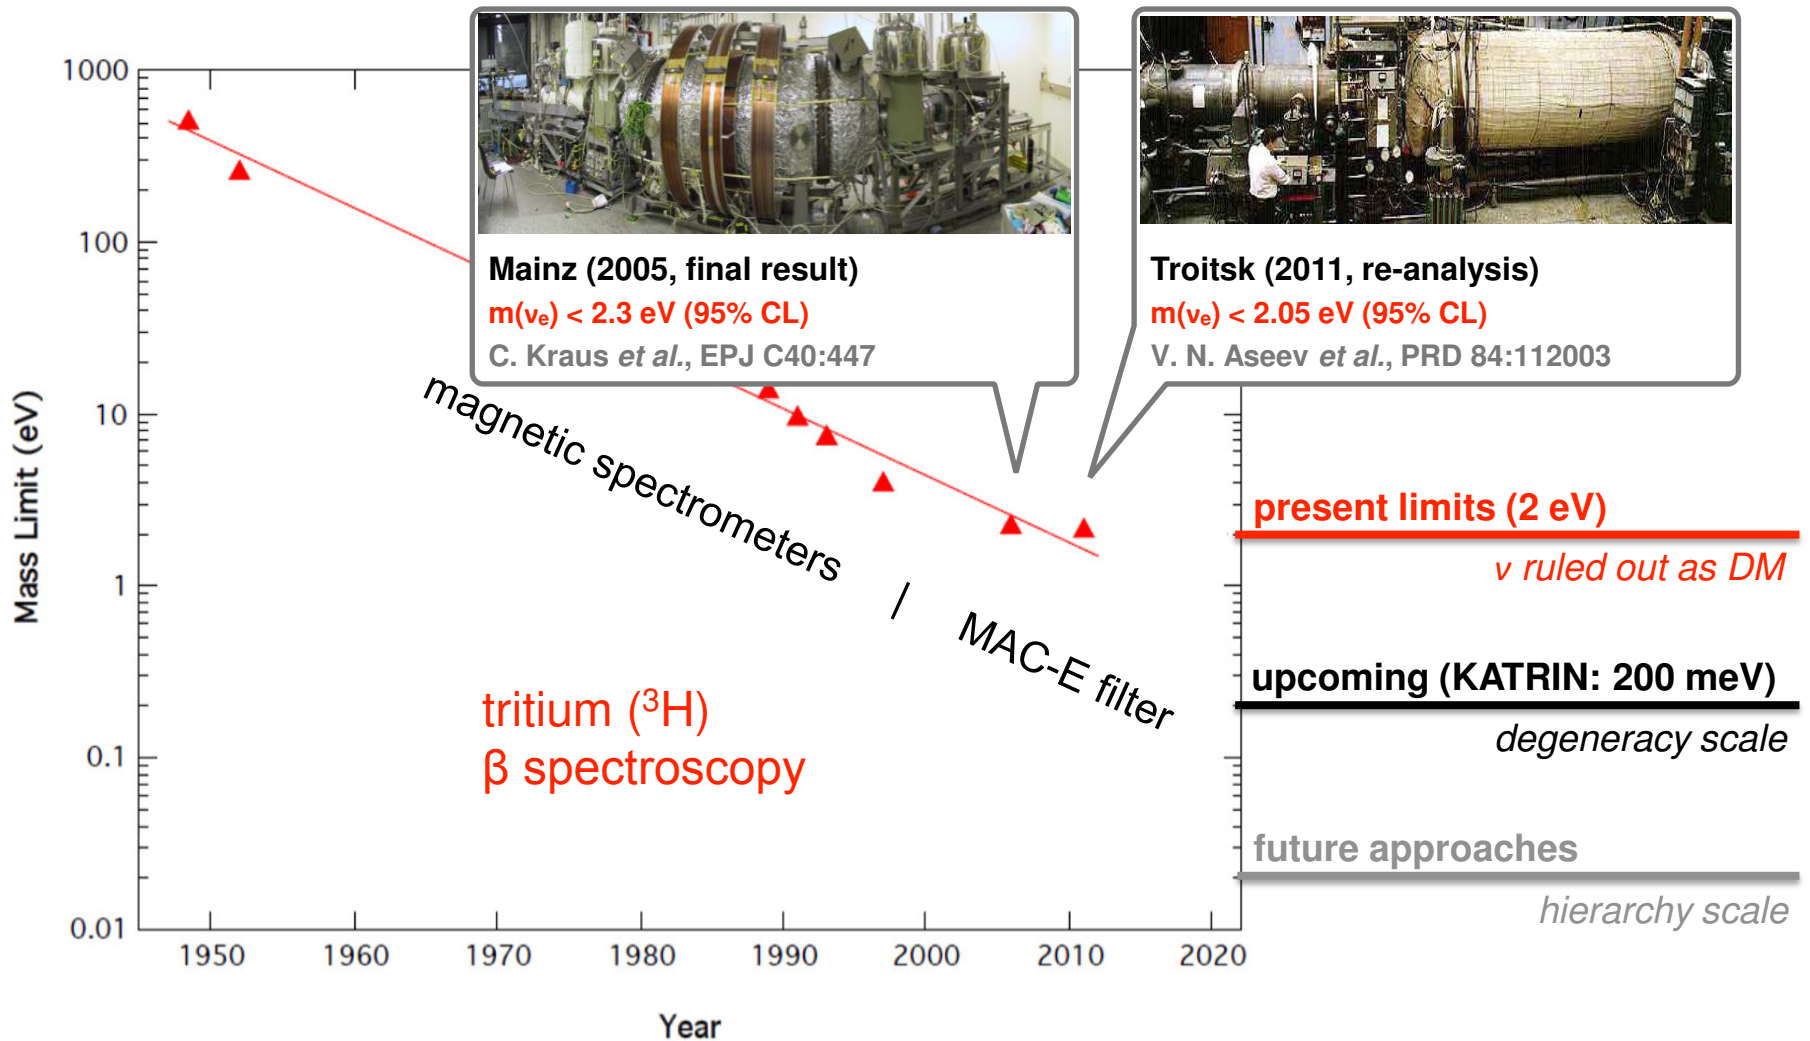 Mainz (2005, final result)
m(νe) < 2.3 eV (95% CL)
C. Kraus et al., EPJ C40:447
Troitsk (2011, re-analysis)
m(νe) < 2.05 eV (95% CL)
V. N. Aseev et al., PRD 84:112003
Mass Limit (eV)
1000
100
10
1
0.1
0.01
magnetic spectrometers
|
MAC-E filter
tritium (³H)
β spectroscopy
present limits (2 eV)
ν ruled out as DM
upcoming (KATRIN: 200 meV)
degeneracy scale
future approaches
hierarchy scale
1950 1960 1970 1980 1990 2000 2010 2020
Year